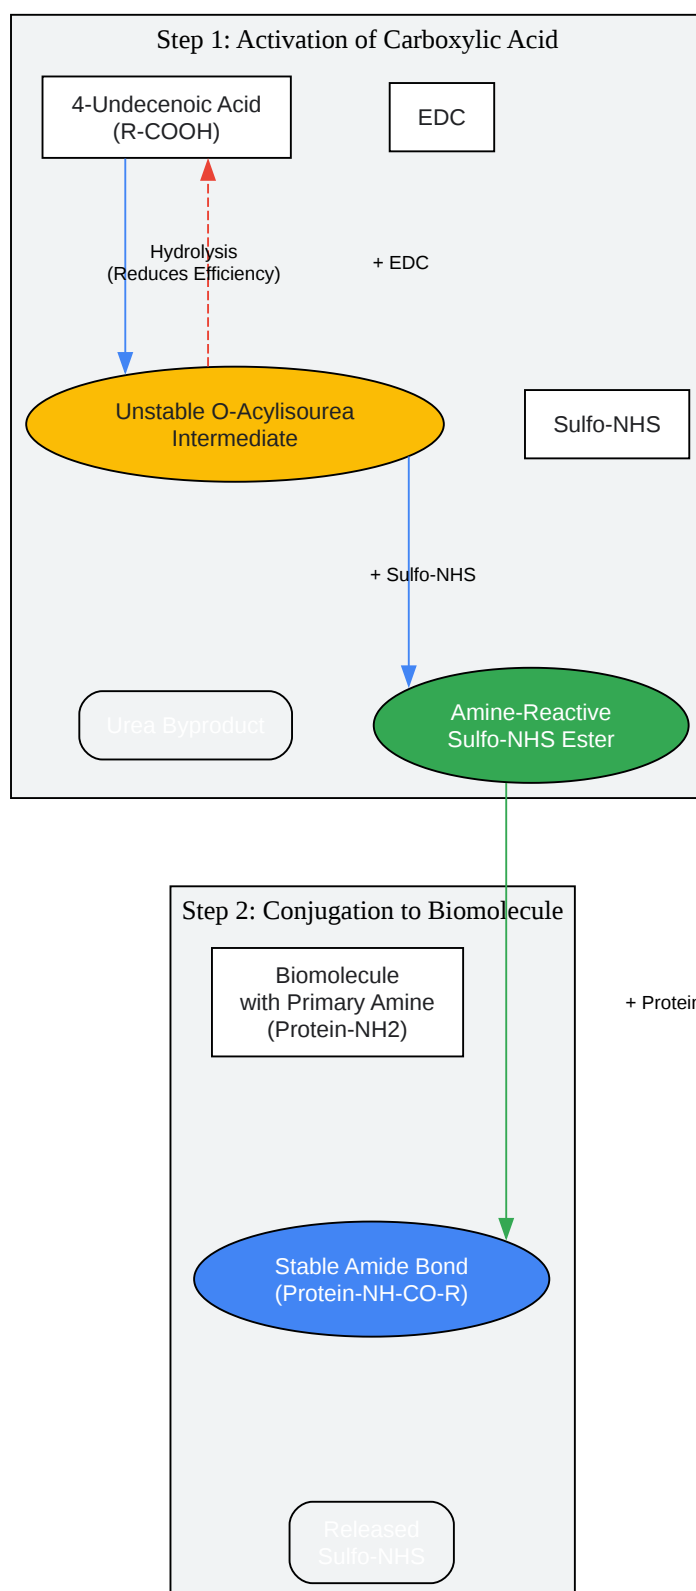 Step 1: Activation of Carboxylic Acid
4-Undecenoic Acid
(R-COOH)
EDC
Hydrolysis
(Reduces Efficiency)
+ EDC
Unstable O-Acylisourea
Intermediate
Sulfo-NHS
+ Sulfo-NHS
Urea Byproduct
Amine-Reactive
Sulfo-NHS Ester
Step 2: Conjugation to Biomolecule
Biomolecule
with Primary Amine
(Protein-NH2)
+ Protein
Stable Amide Bond
(Protein-NH-CO-R)
Released
Sulfo-NHS